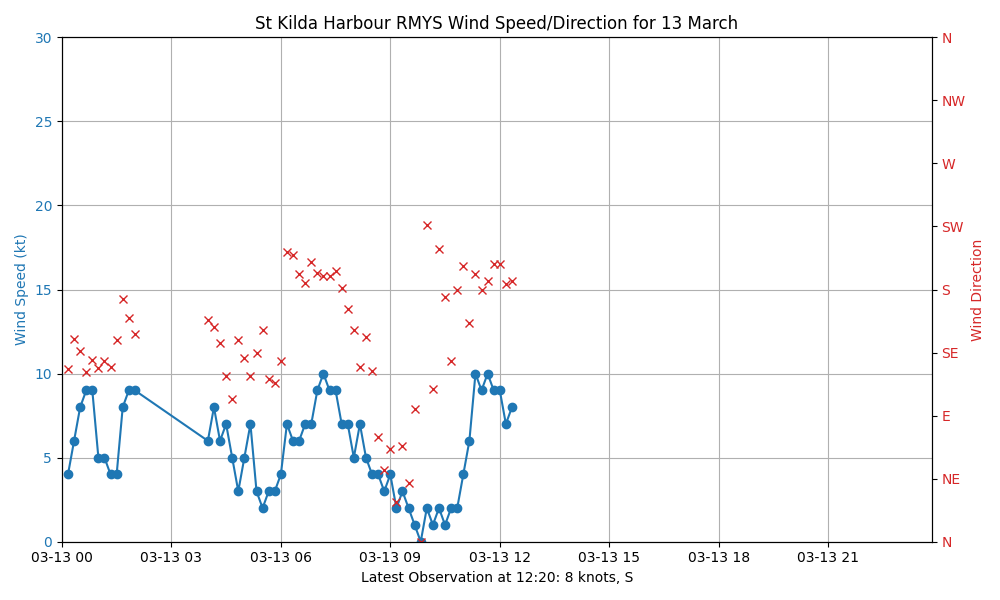 St Kilda Harbour RMYS Wind Speed/Direction for 13 March
30
25
20
15
10
5
0
Wind Speed (kt)
N
NW
W
SW
S
SE
E
NE
N
Wind Direction
03-13 00
03-13 03
03-13 06
03-13 09
03-13 12
03-13 15
03-13 18
03-13 21
Latest Observation at 12:20: 8 knots, S